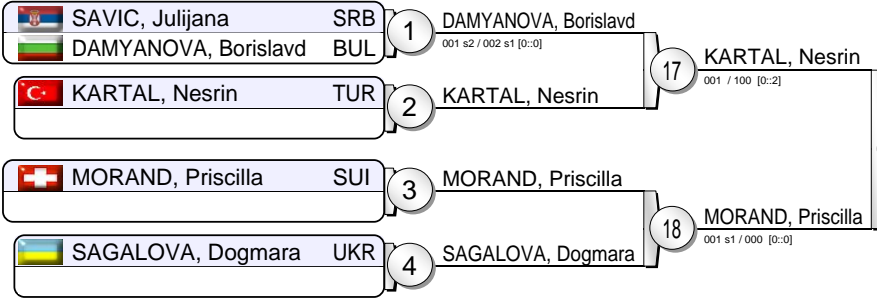 SAVIC, Julijana SRB
DAMYANOVA, Borislavd BUL
1
DAMYANOVA, Borislavd
001 s2 / 002 s1 [0::0]
KARTAL, Nesrin TUR
2
KARTAL, Nesrin
17
KARTAL, Nesrin
001 / 100 [0::2]
MORAND, Priscilla SUI
3
MORAND, Priscilla
SAGALOVA, Dogmara UKR
4
SAGALOVA, Dogmara
18
MORAND, Priscilla
001 s1 / 000 [0::0]